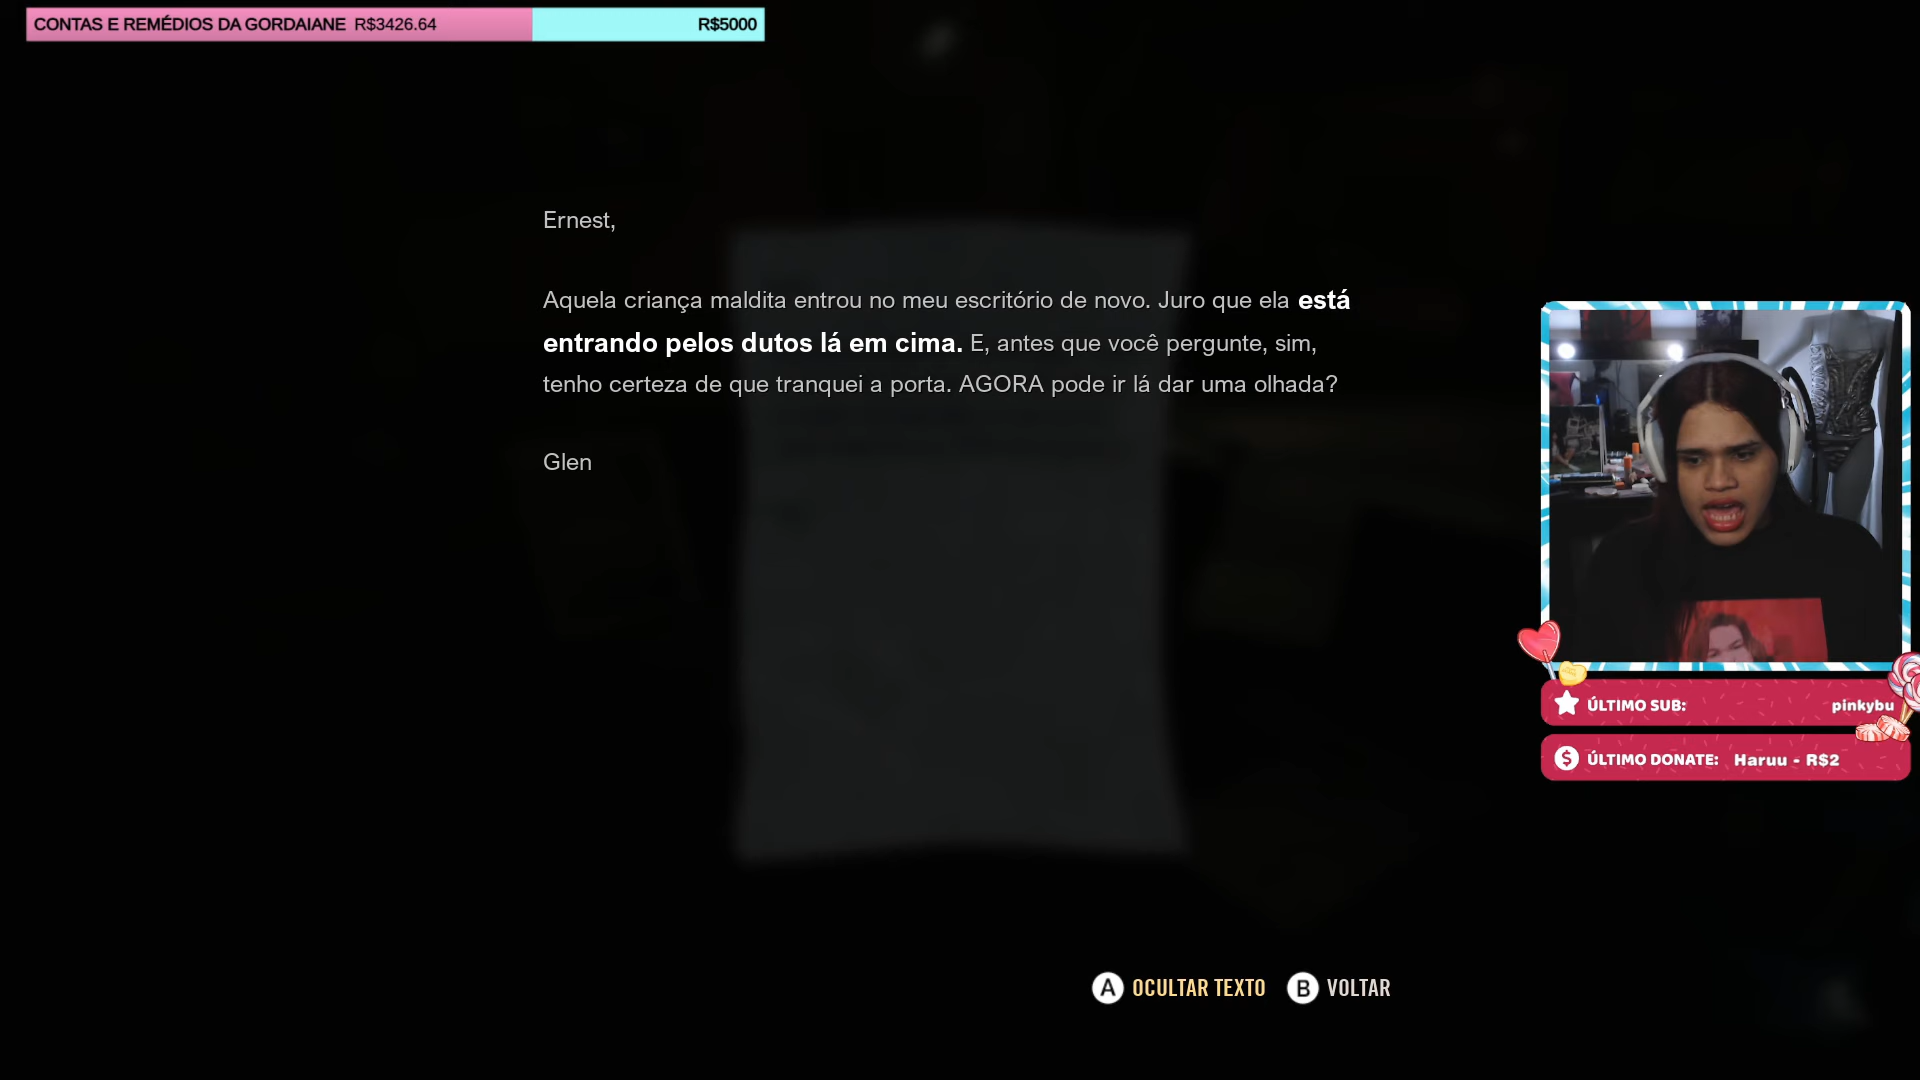 CONTAS E REMÉDIOS DA GORDAIANE R$3426.64 R$5000
Ernest,
Aquela criança maldita entrou no meu escritório de novo. Juro que ela está
entrando pelos dutos lá em cima. E, antes que você pergunte, sim,
tenho certeza de que tranquei a porta. AGORA pode ir lá dar uma olhada?
Glen
ÚLTIMO SUB: pinkybu
ÚLTIMO DONATE: Haruu - R$2
A OCULTAR TEXTO B VOLTAR